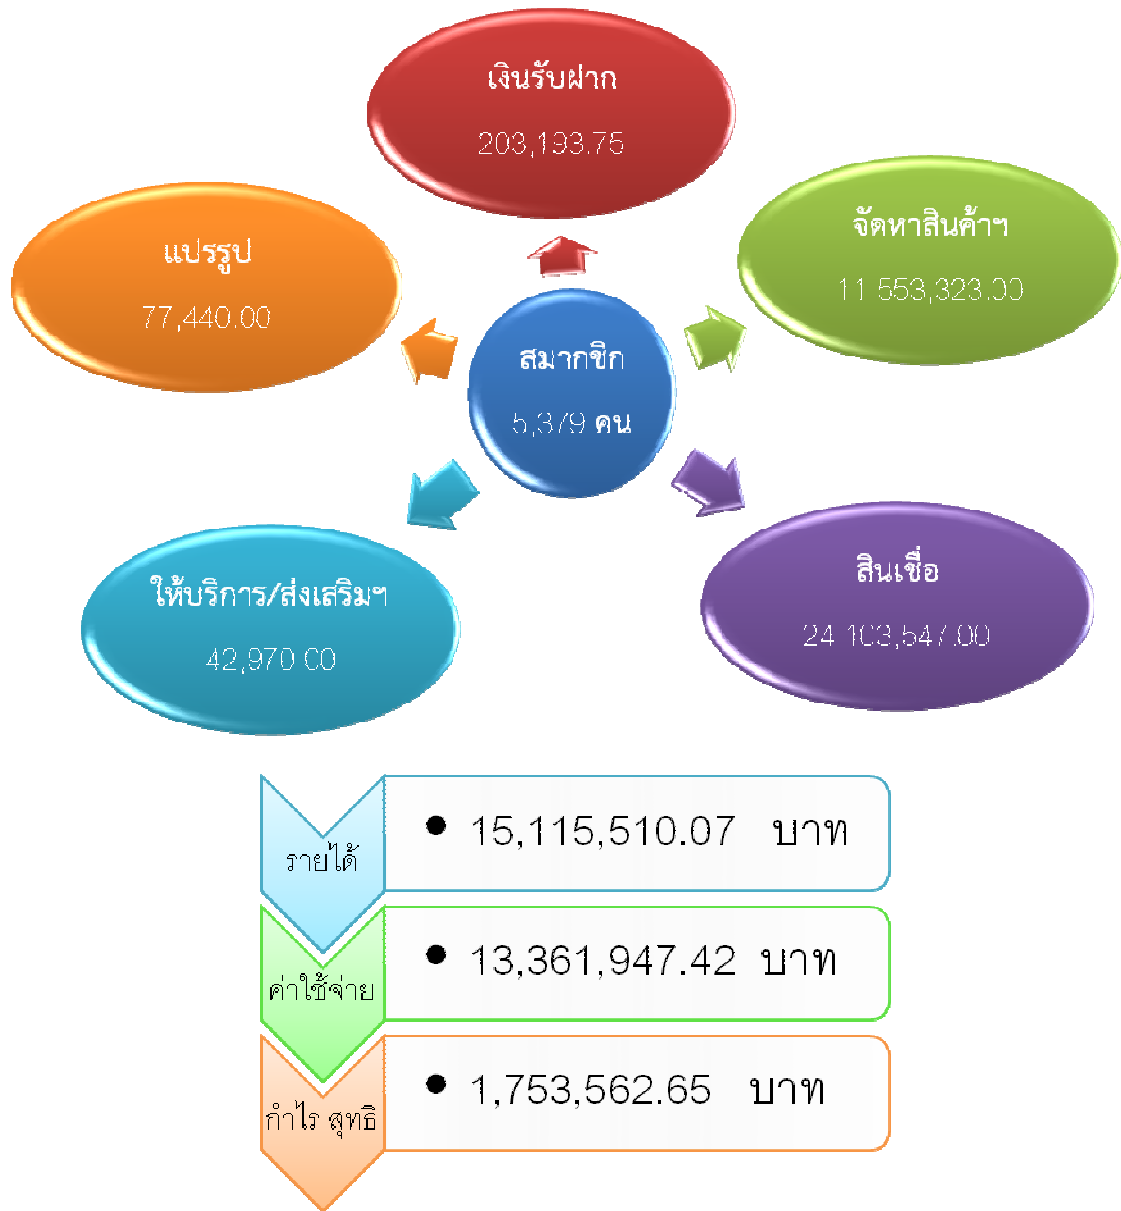 เงินรับฝาก
203,193.75
จัดหาสินค้าฯ
11 553,323.00
แปรรูป
77,440.00
สมาชิก
5,379 คน
สินเชื่อ
24 103,547.00
ให้บริการ/ส่งเสริมฯ
42,970 00
รายได้
• 15,115,510.07 บาท
ค่าใช้จ่าย
• 13,361,947.42 บาท
กำไร สุทธิ
• 1,753,562.65 บาท